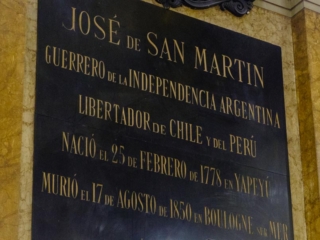 JOSÉ DE SAN MARTIN
GUERRERO DE LA INDEPENDENCIA ARGENTINA
LIBERTADOR DE CHILE Y DEL PERÚ
NACIÓ EL 25 DE FEBRERO DE 1778 EN YAPEYÚ
MURIÓ EL 17 DE AGOSTO DE 1850 EN BOULOGNE SUR MER